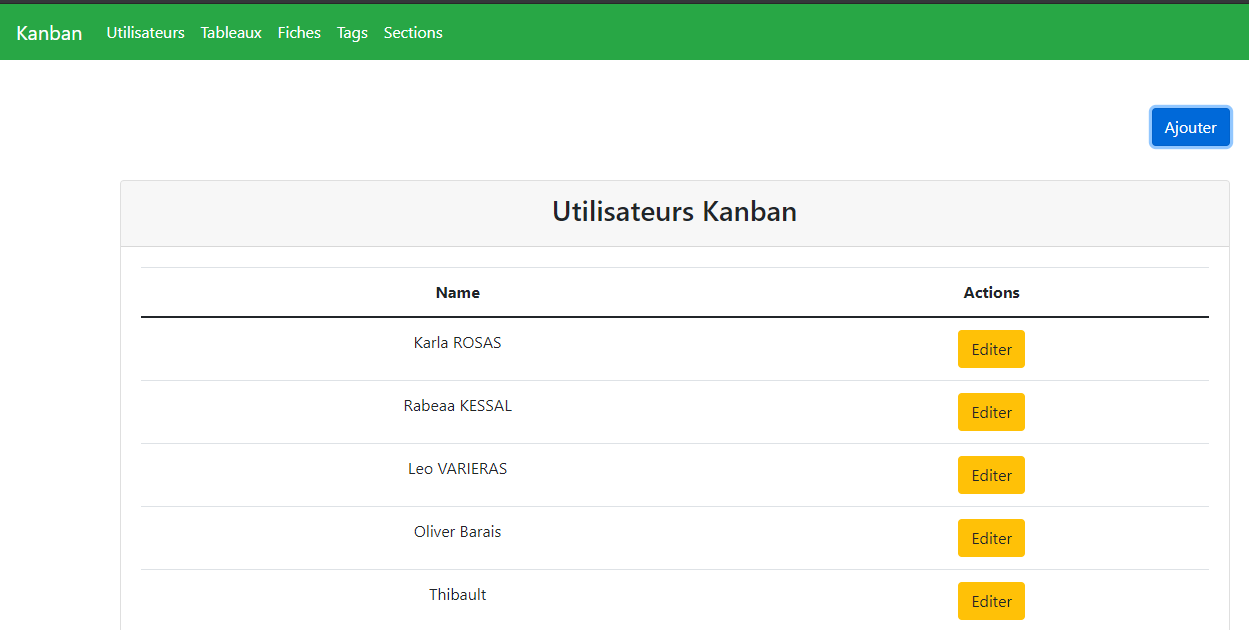 Kanban Utilisateurs Tableaux Fiches Tags Sections
Ajouter
Utilisateurs Kanban
Name Actions
Karla ROSAS Editer
Rabeaa KESSAL Editer
Leo VARIERAS Editer
Oliver Barais Editer
Thibault Editer